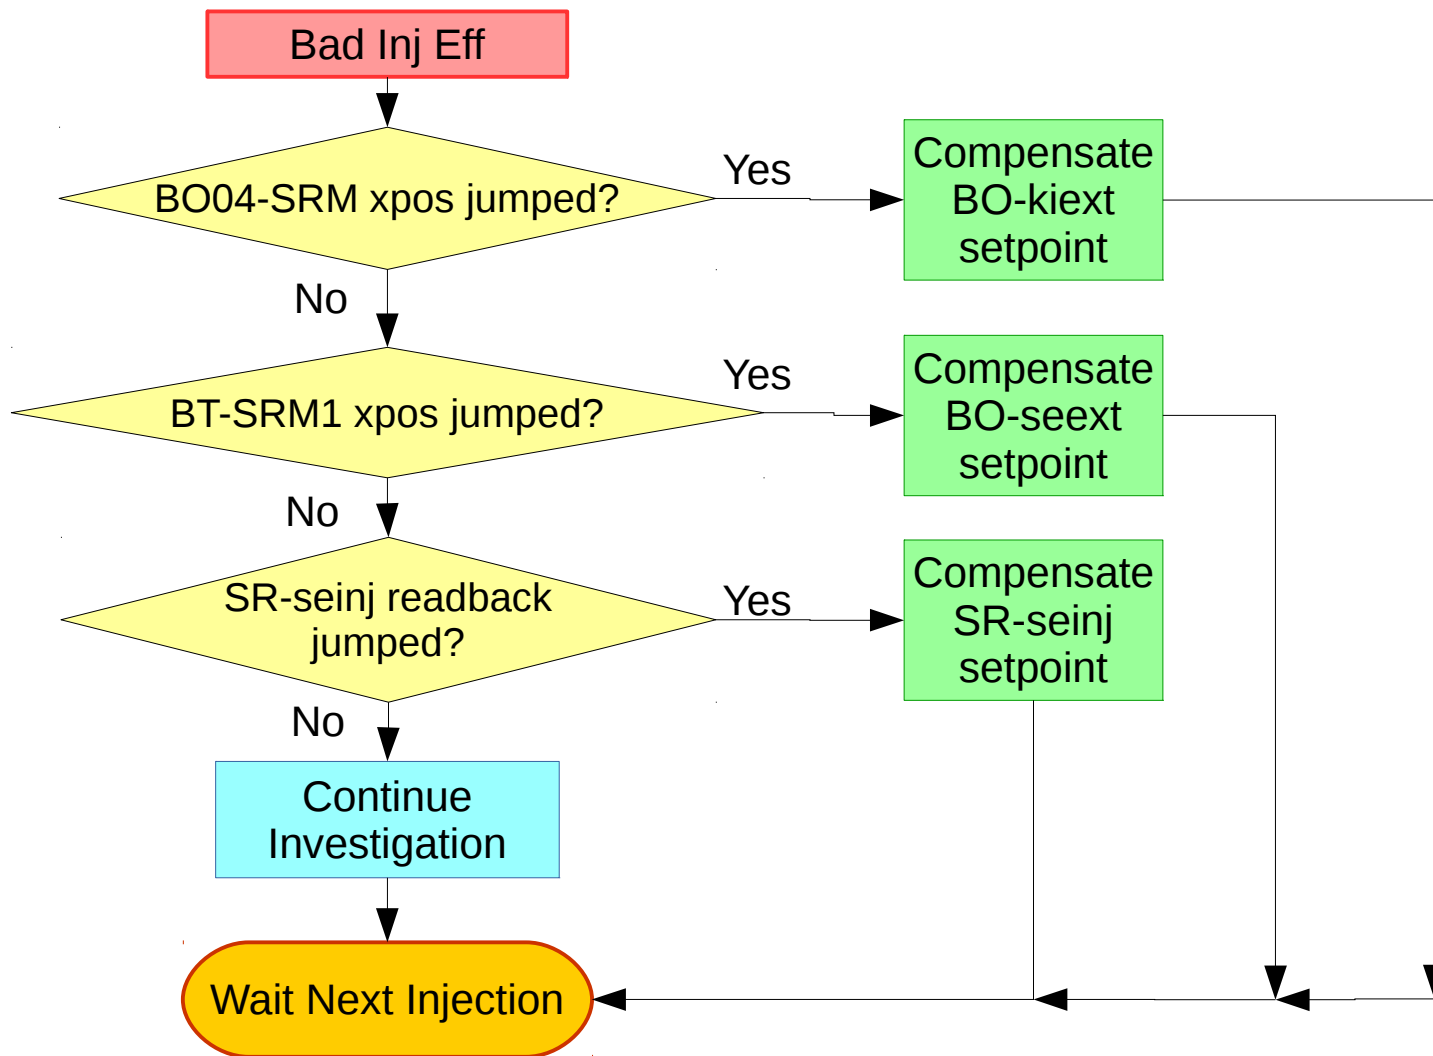 Bad Inj Eff
BO04-SRM xpos jumped?
Yes
Compensate
BO-kiext
setpoint
No
BT-SRM1 xpos jumped?
Yes
Compensate
BO-seext
setpoint
No
SR-seinj readback
jumped?
Yes
Compensate
SR-seinj
setpoint
No
Continue
Investigation
Wait Next Injection